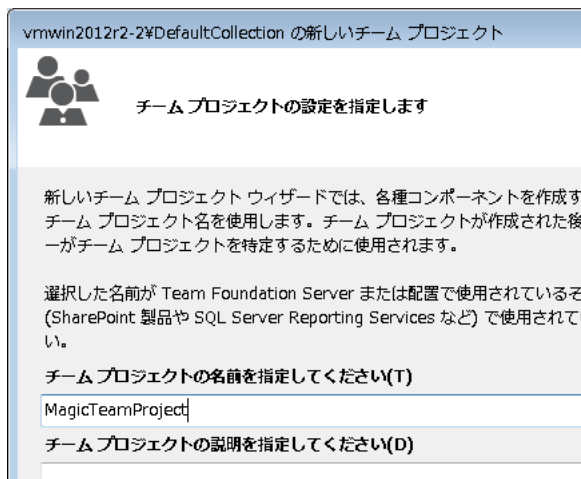 vmwin2012r2-2¥DefaultCollection の新しいチーム プロジェクト
チーム プロジェクトの設定を指定します
新しいチーム プロジェクト ウィザードでは、各種コンポーネントを作成す
チーム プロジェクト名を使用します。チーム プロジェクトが作成された後
ーがチーム プロジェクトを特定するために使用されます。
選択した名前が Team Foundation Server または配置で使用されているそ
(SharePoint 製品や SQL Server Reporting Services など) で使用されて
い。
チーム プロジェクトの名前を指定してください(T)
MagicTeamProject
チーム プロジェクトの説明を指定してください(D)